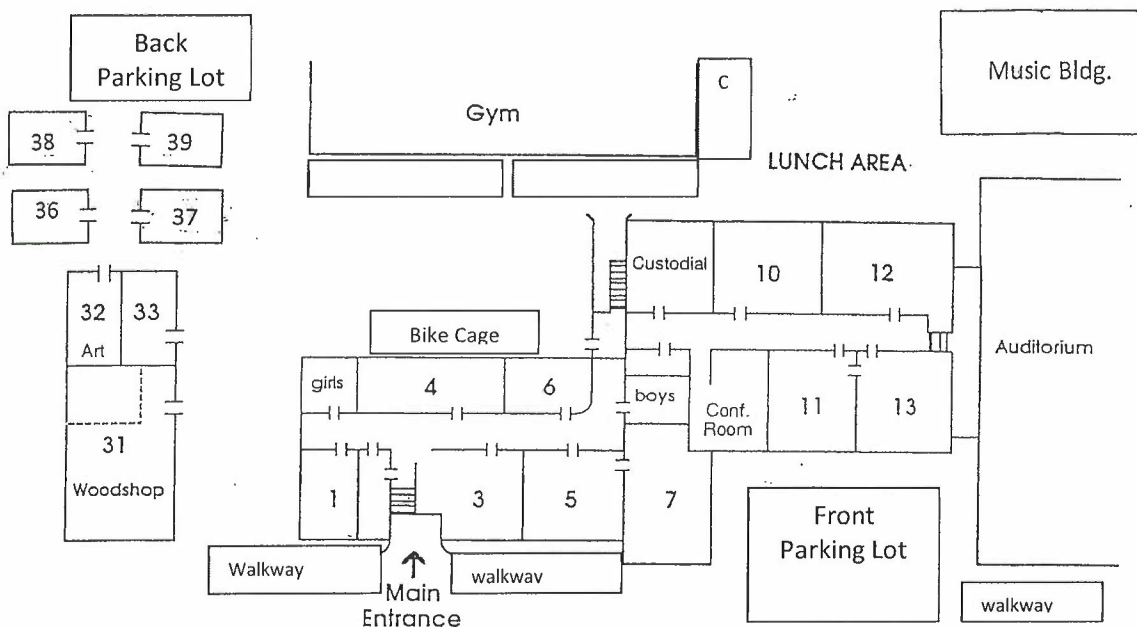 Back
Parking Lot
C
Music Bldg.
Gym
38
39
LUNCH AREA
36
37
Custodial
10
12
32
33
Art
Bike Cage
Auditorium
girls
4
6
boys
Conf.
Room
11
13
31
Woodshop
1
3
5
7
Front
Parking Lot
Walkway
walkway
Main
Entrance
walkway